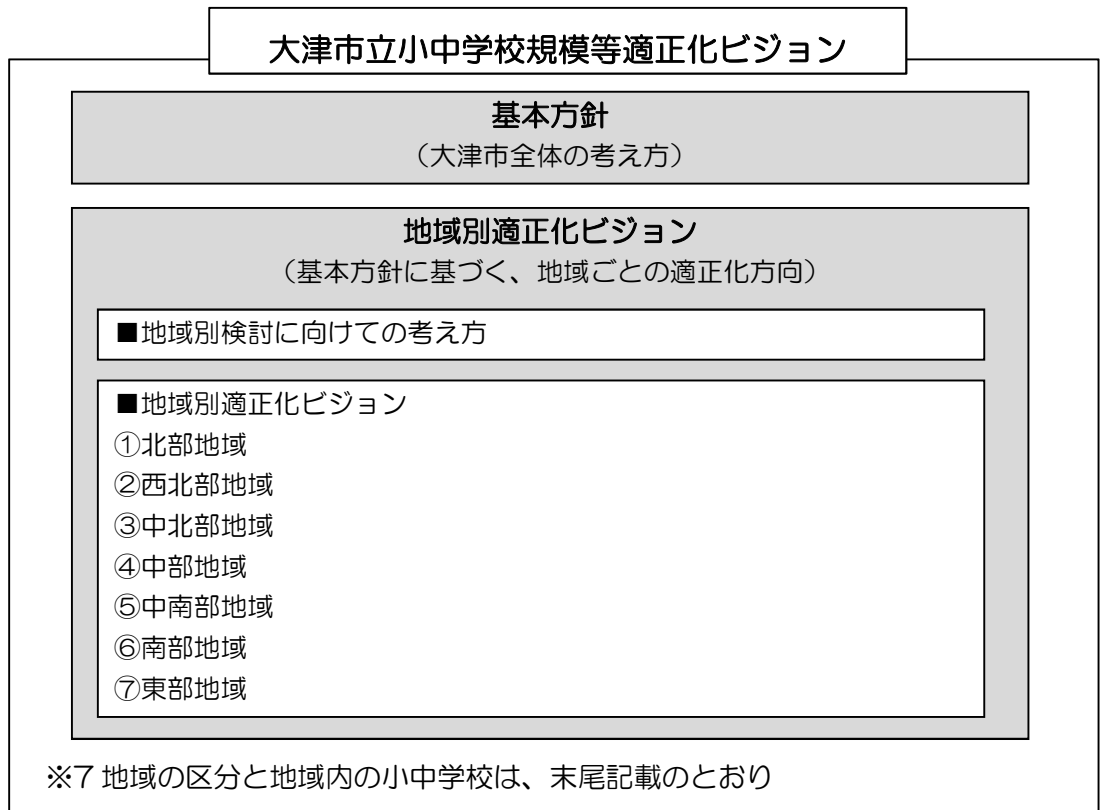 大津市立小中学校規模等適正化ビジョン
基本方針
（大津市全体の考え方）
地域別適正化ビジョン
（基本方針に基づく、地域ごとの適正化方向）
■地域別検討に向けての考え方
■地域別適正化ビジョン
①北部地域
②西北部地域
③中北部地域
④中部地域
⑤中南部地域
⑥南部地域
⑦東部地域
※7 地域の区分と地域内の小中学校は、末尾記載のとおり